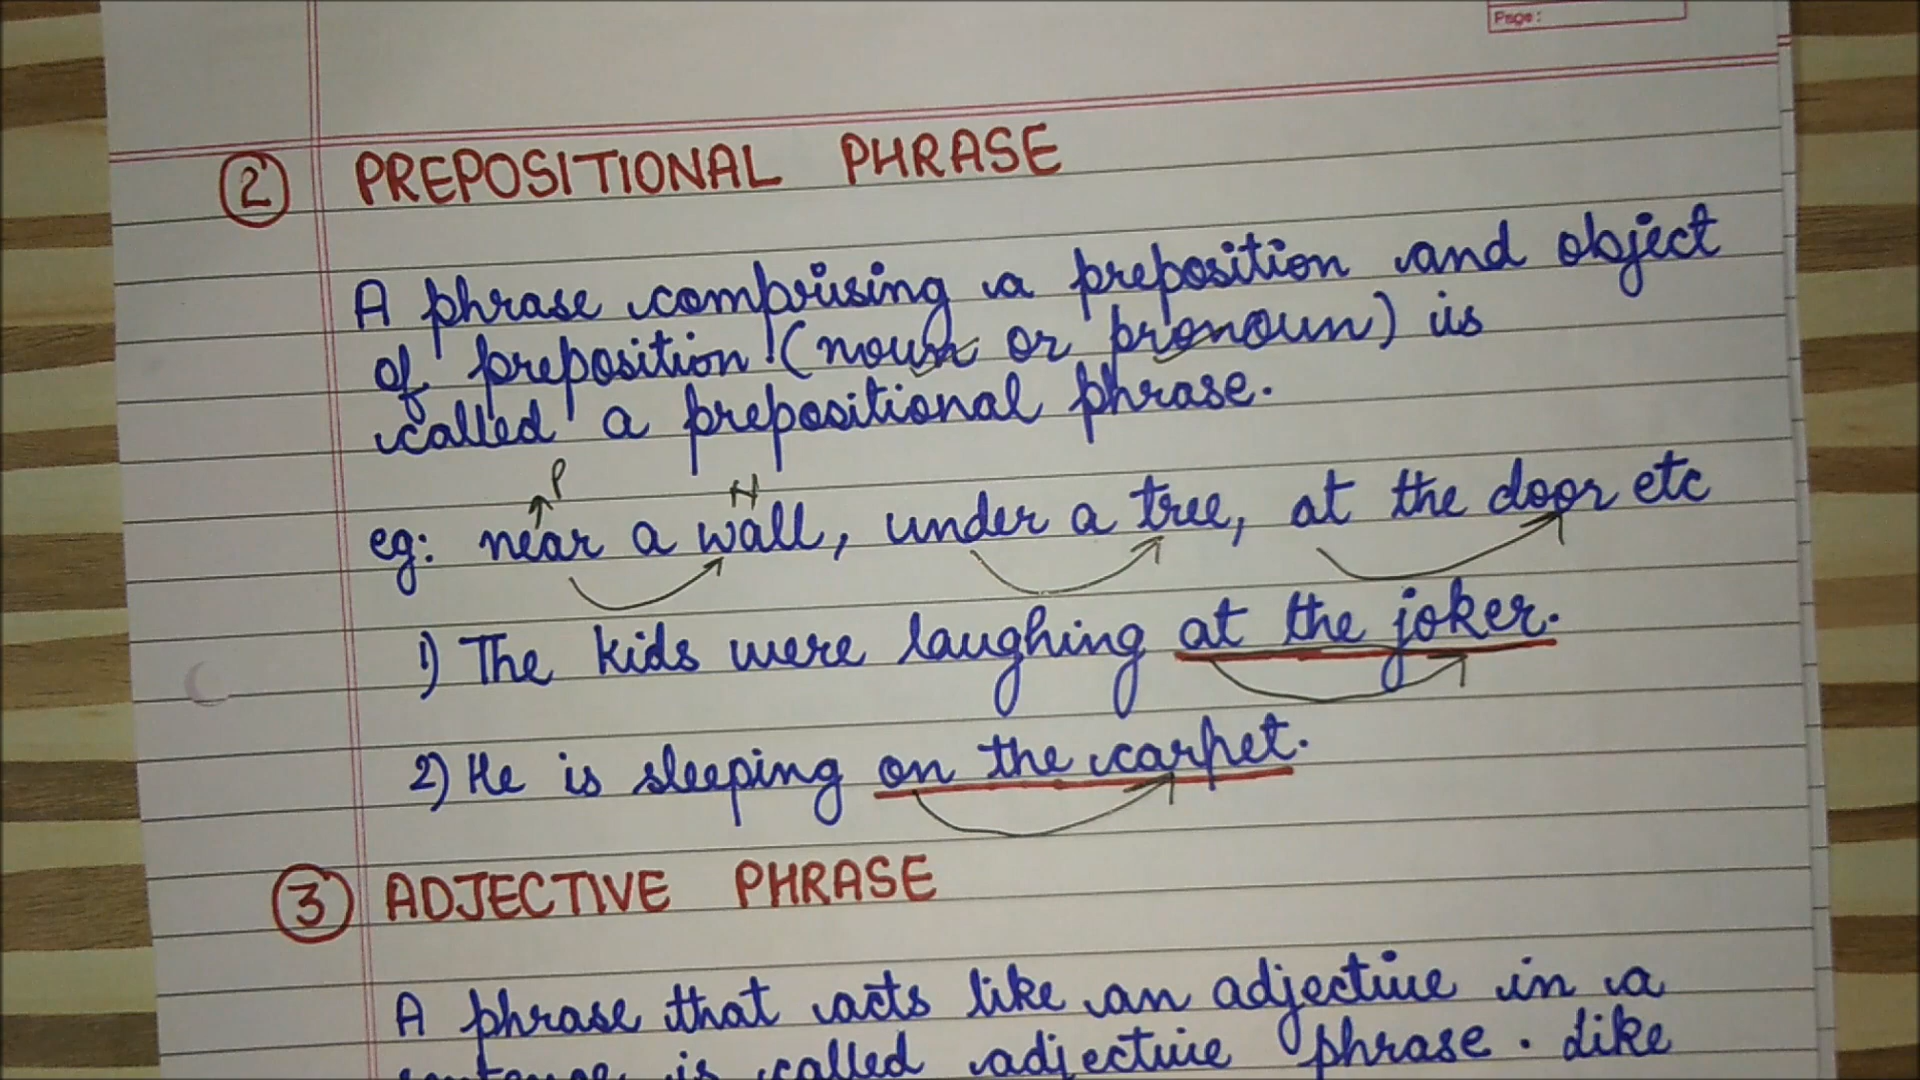 Page:
2 PREPOSITIONAL PHRASE
A phrase comprising a preposition and object
of preposition (noun or pronoun) is
called a prepositional phrase.
P N
eg: near a wall, under a tree, at the door etc
1) The kids were laughing at the joker.
2) He is sleeping on the carpet.
3 ADJECTIVE PHRASE
A phrase that acts like an adjective in a
sentence is called adjective phrase. Like